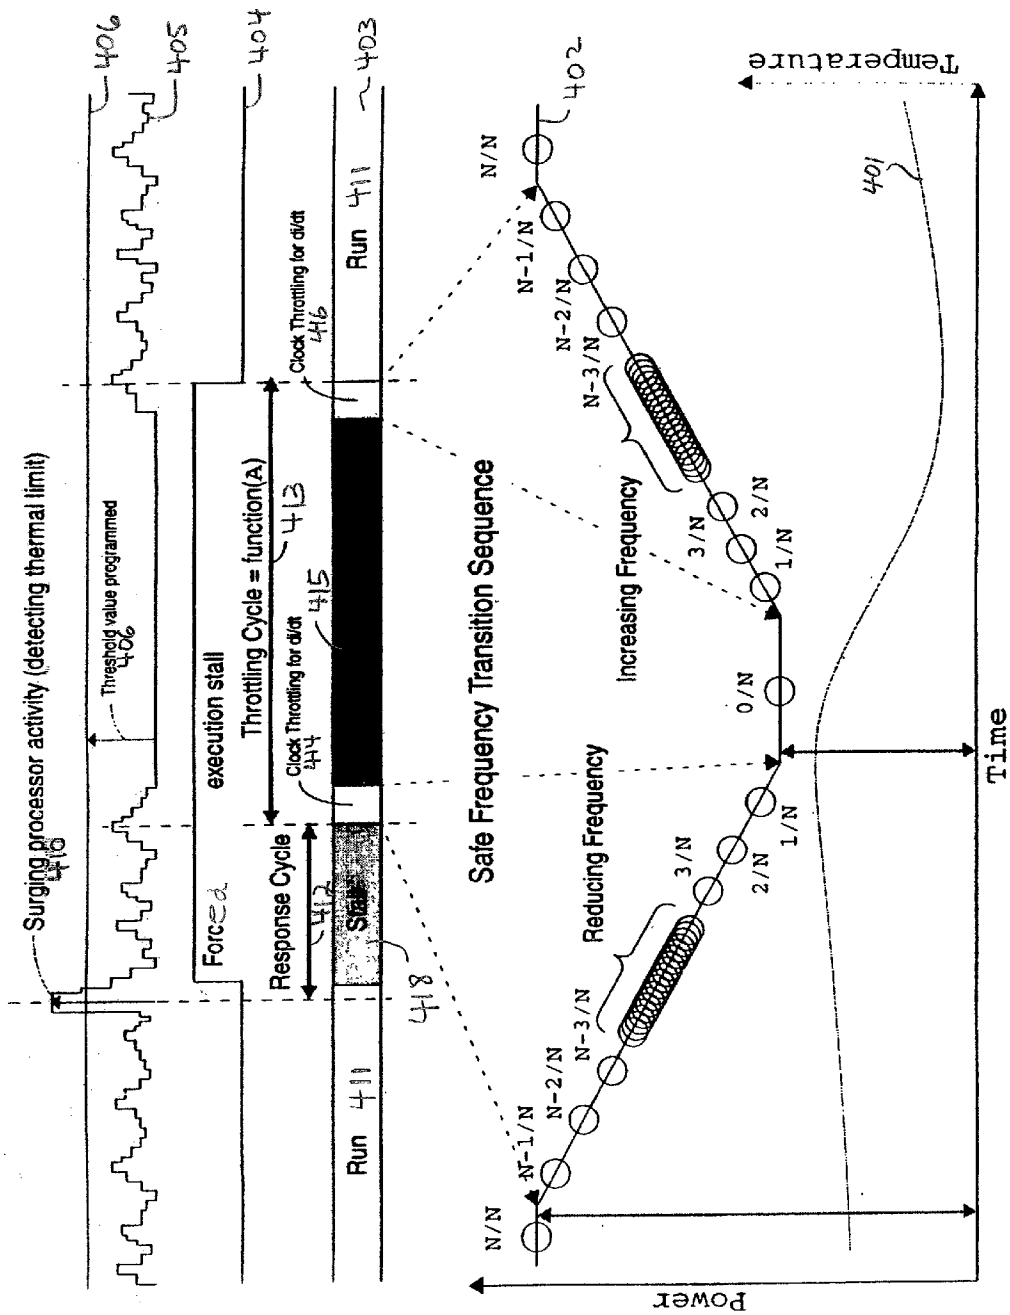 Surging processor activity (detecting thermal limit)
410
406
405
404
403
402
401
Threshold value programmed
406
Forced
execution stall
Response Cycle
412
Throttling Cycle = function(A)
413
Clock Throttling for di/dt
414
415
Clock Throttling for di/dt
416
Run 411
Stall
418
Run 411
Safe Frequency Transition Sequence
Reducing Frequency
Increasing Frequency
N/N
N-1/N
N-2/N
N-3/N
3/N
2/N
1/N
0/N
1/N
2/N
3/N
N-3/N
N-2/N
N-1/N
N/N
Power
Time
Temperature